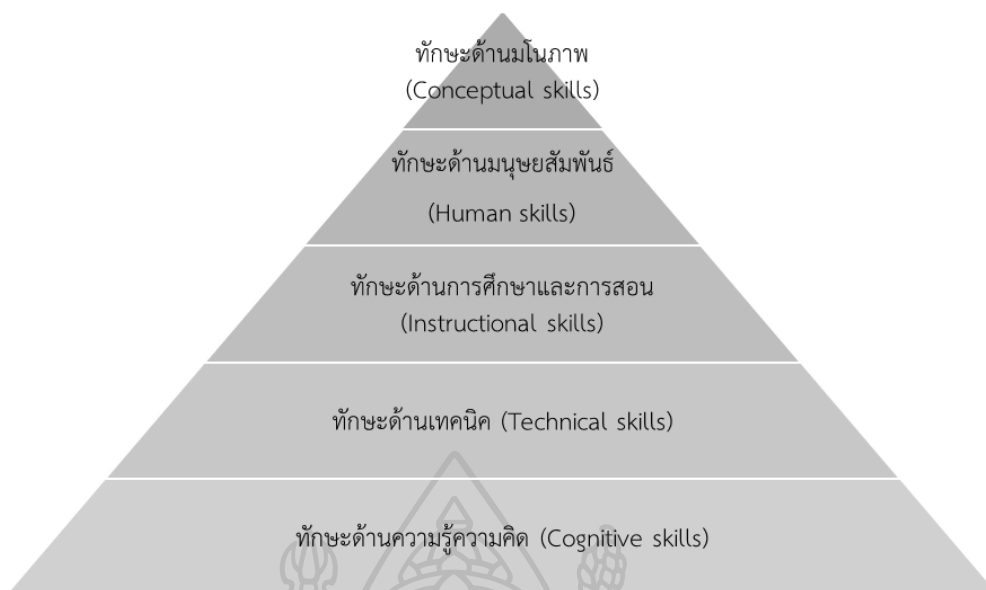 ทักษะด้านมโนภาพ
(Conceptual skills)
ทักษะด้านมนุษยสัมพันธ์
(Human skills)
ทักษะด้านการศึกษาและการสอน
(Instructional skills)
ทักษะด้านเทคนิค (Technical skills)
ทักษะด้านความรู้ความคิด (Cognitive skills)